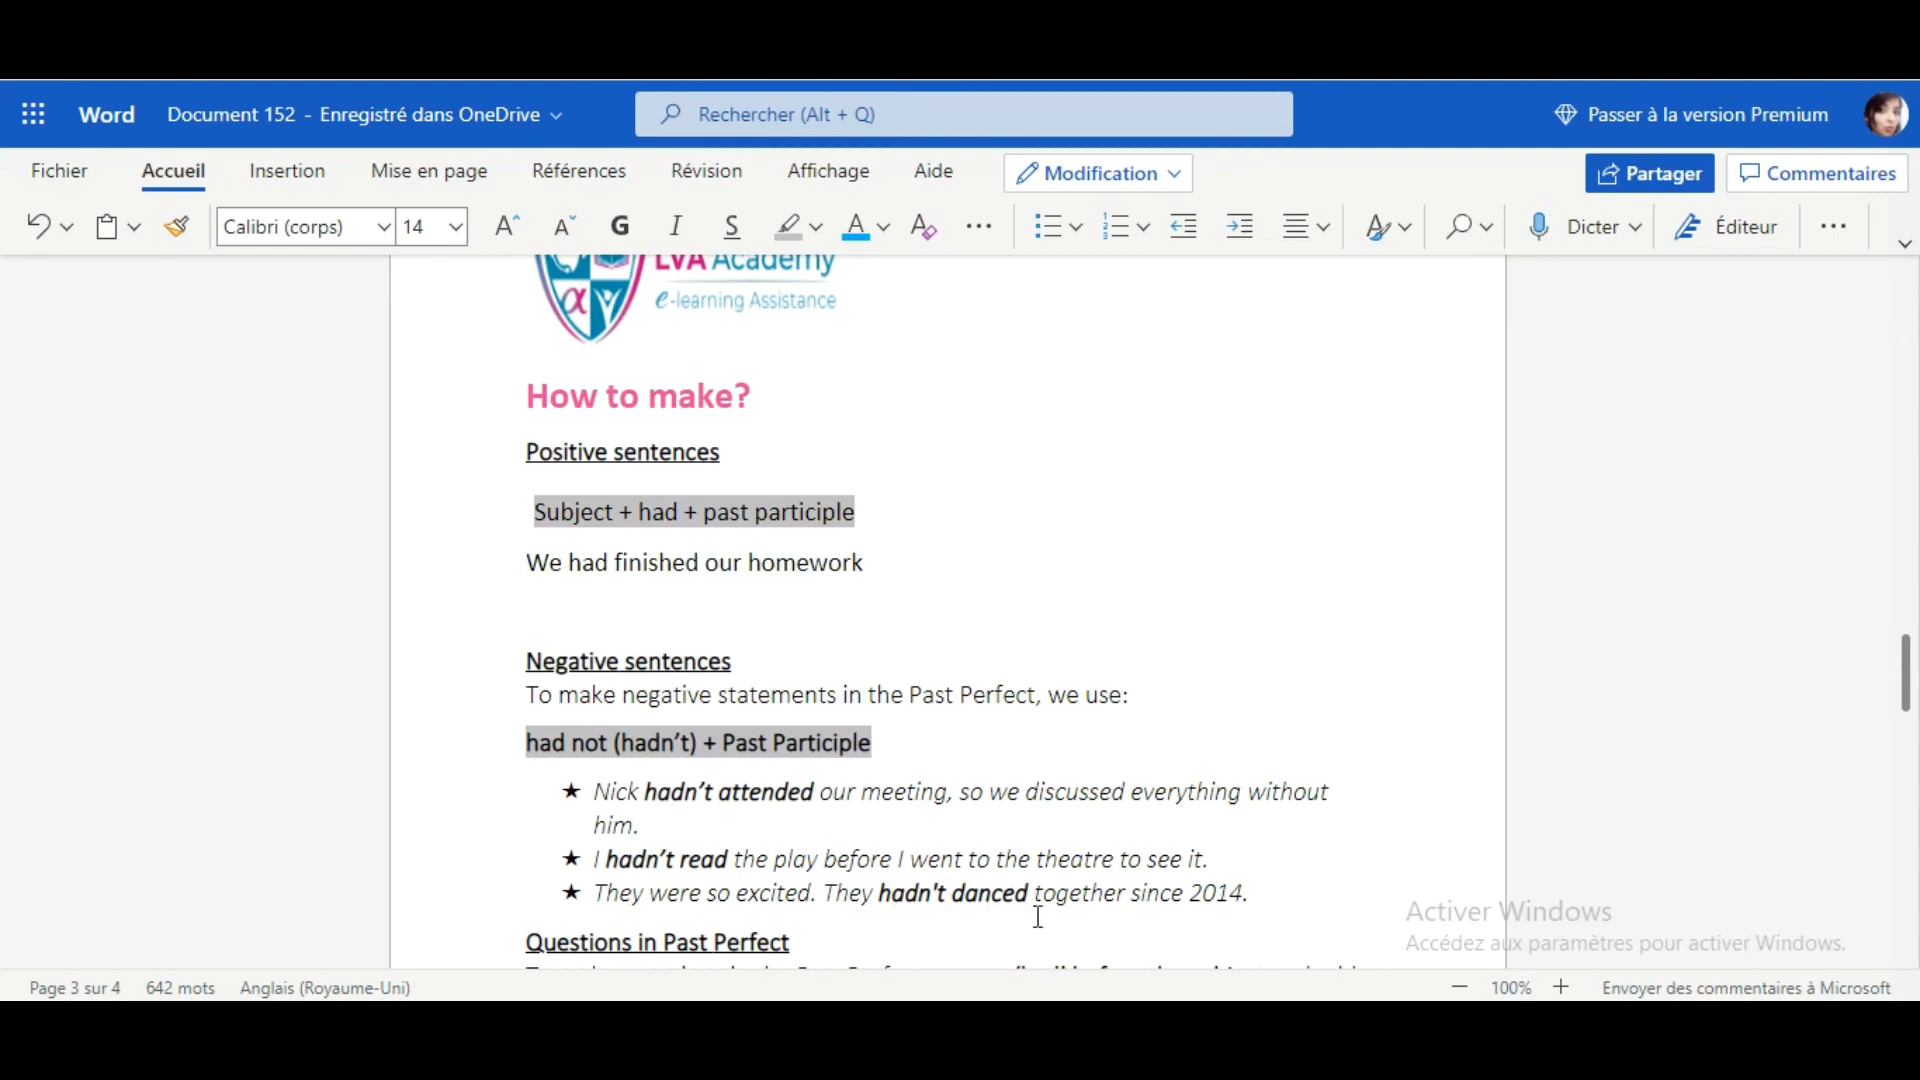 Word Document 152 - Enregistré dans OneDrive Rechercher (Alt + Q) Passer à la version Premium
Fichier Accueil Insertion Mise en page Références Révision Affichage Aide Modification Partager Commentaires
Calibri (corps) 14 G I S Dicter Éditeur
LVA Academy
e-learning Assistance
How to make?
Positive sentences
Subject + had + past participle
We had finished our homework
Negative sentences
To make negative statements in the Past Perfect, we use:
had not (hadn’t) + Past Participle
★ Nick hadn’t attended our meeting, so we discussed everything without
him.
★ I hadn’t read the play before I went to the theatre to see it.
★ They were so excited. They hadn't danced together since 2014.
Questions in Past Perfect
Activer Windows
Accédez aux paramètres pour activer Windows.
Page 3 sur 4 642 mots Anglais (Royaume-Uni) 100% Envoyer des commentaires à Microsoft